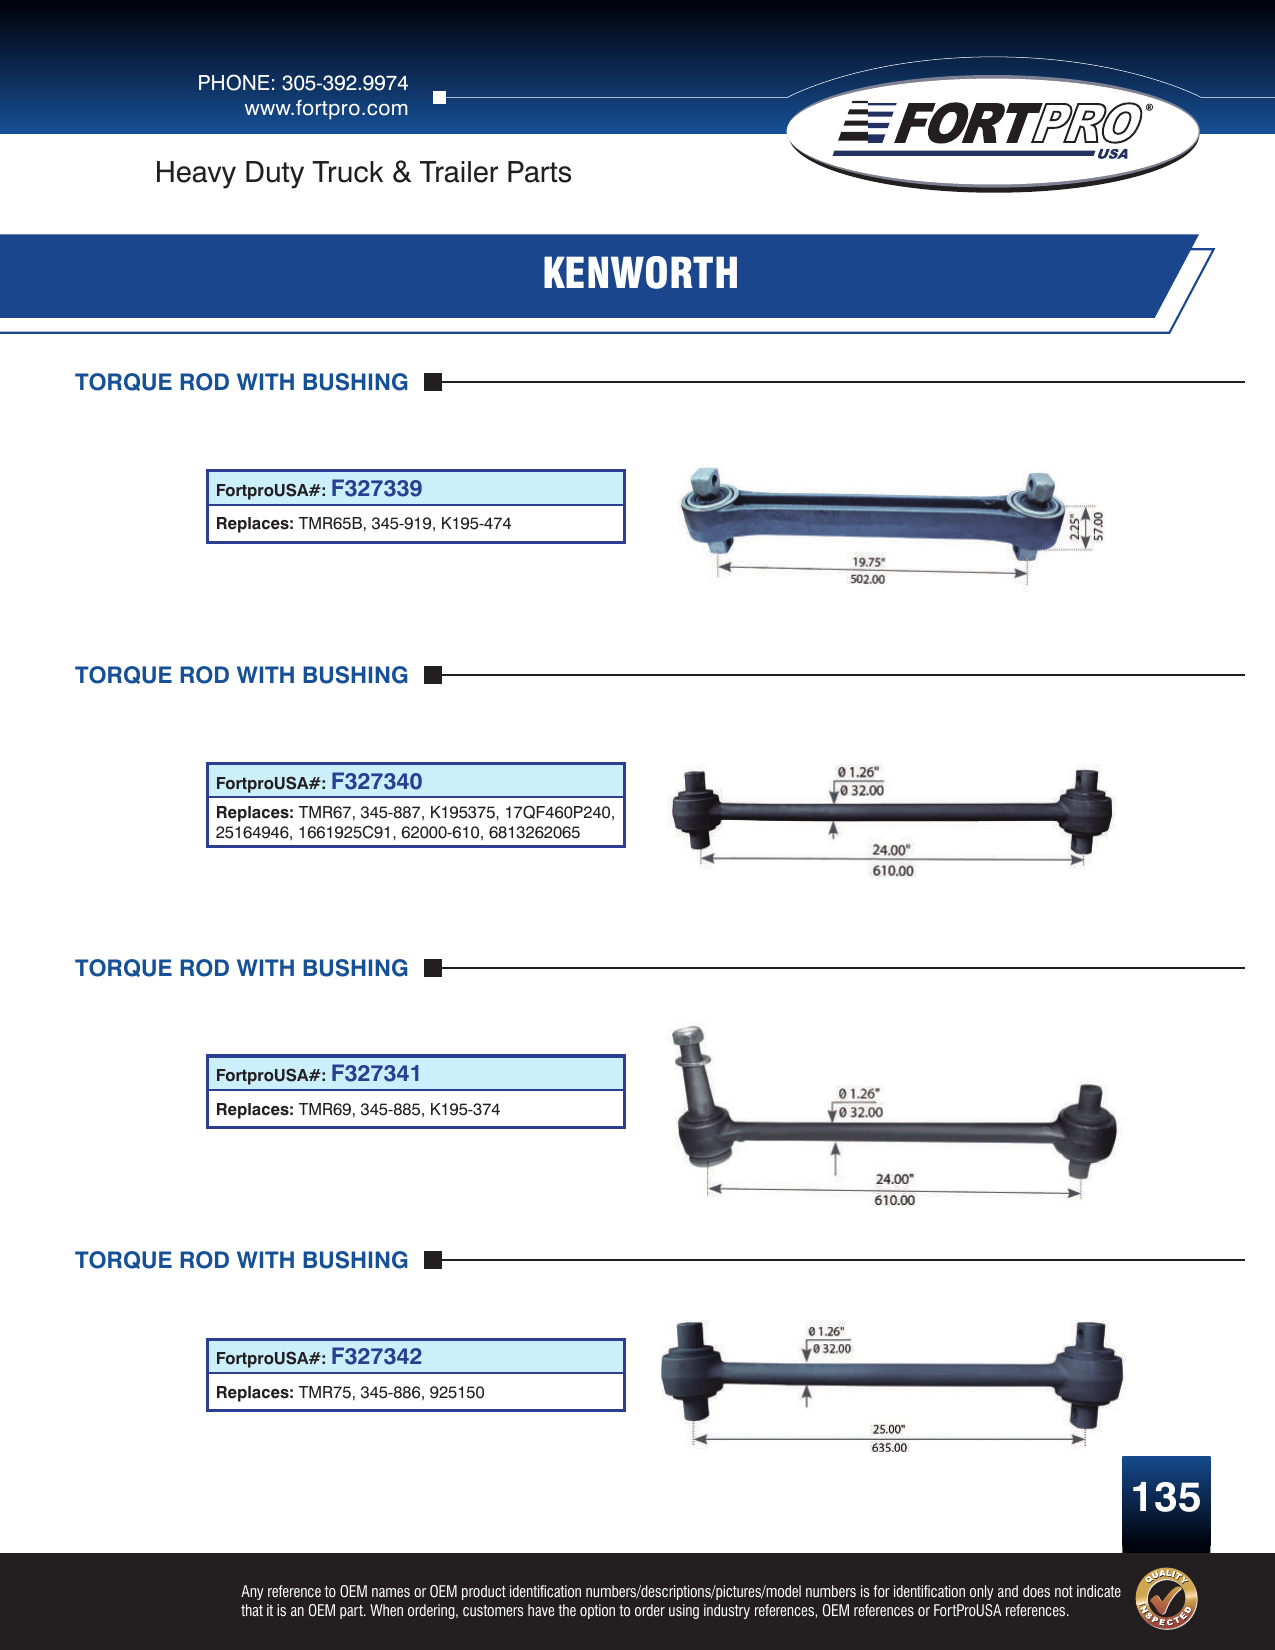 PHONE: 305-392.9974
www.fortpro.com
FORTPRO®
USA
Heavy Duty Truck & Trailer Parts
KENWORTH
TORQUE ROD WITH BUSHING
FortproUSA#: F327339
Replaces: TMR65B, 345-919, K195-474
2.25"
57.00
19.75"
502.00
TORQUE ROD WITH BUSHING
FortproUSA#: F327340
Replaces: TMR67, 345-887, K195375, 17QF460P240,
25164946, 1661925C91, 62000-610, 6813262065
Ø 1.26"
Ø 32.00
24.00"
610.00
TORQUE ROD WITH BUSHING
FortproUSA#: F327341
Replaces: TMR69, 345-885, K195-374
Ø 1.26"
Ø 32.00
24.00"
610.00
TORQUE ROD WITH BUSHING
FortproUSA#: F327342
Replaces: TMR75, 345-886, 925150
Ø 1.26"
Ø 32.00
25.00"
635.00
135
Any reference to OEM names or OEM product identification numbers/descriptions/pictures/model numbers is for identification only and does not indicate
that it is an OEM part. When ordering, customers have the option to order using industry references, OEM references or FortProUSA references.
QUALITY
INSPECTED